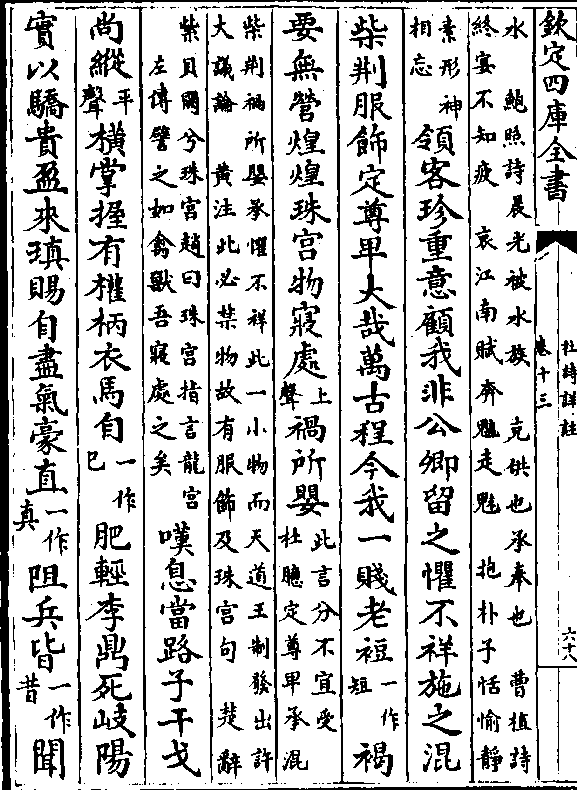 欽定四庫全書
杜詩詳註
卷十三
六十八
水　鮑照詩晨光被水族　克供也承奉也　曹植詩
終宴不知疲　哀江南賦奔魑走魅　抱朴子恬愉靜
素形神
相忘
領客珍重意顧我非公卿留之懼不祥施之混
柴荆服飾定尊卑大哉萬古程今我一賤老裋一作短褐
要無營煌煌珠宫物寢處上聲禍所嬰
此言分不宜受
杜臆定尊卑承混
柴荆禍所嬰承懼不祥此一小物而天道王制發出許
大議論　黄注此必禁物故有服飾及珠宫句　楚辭
紫貝闕兮珠宫趙曰珠宫指言龍宫
左傳譬之如禽獸吾寢處之矣
嘆息當路子干戈
尚縱平聲橫掌握有權柄衣馬自一作已肥輕李鼎死岐陽
實以驕貴盈來瑱賜自盡氣豪直一作真阻兵皆一作昔聞